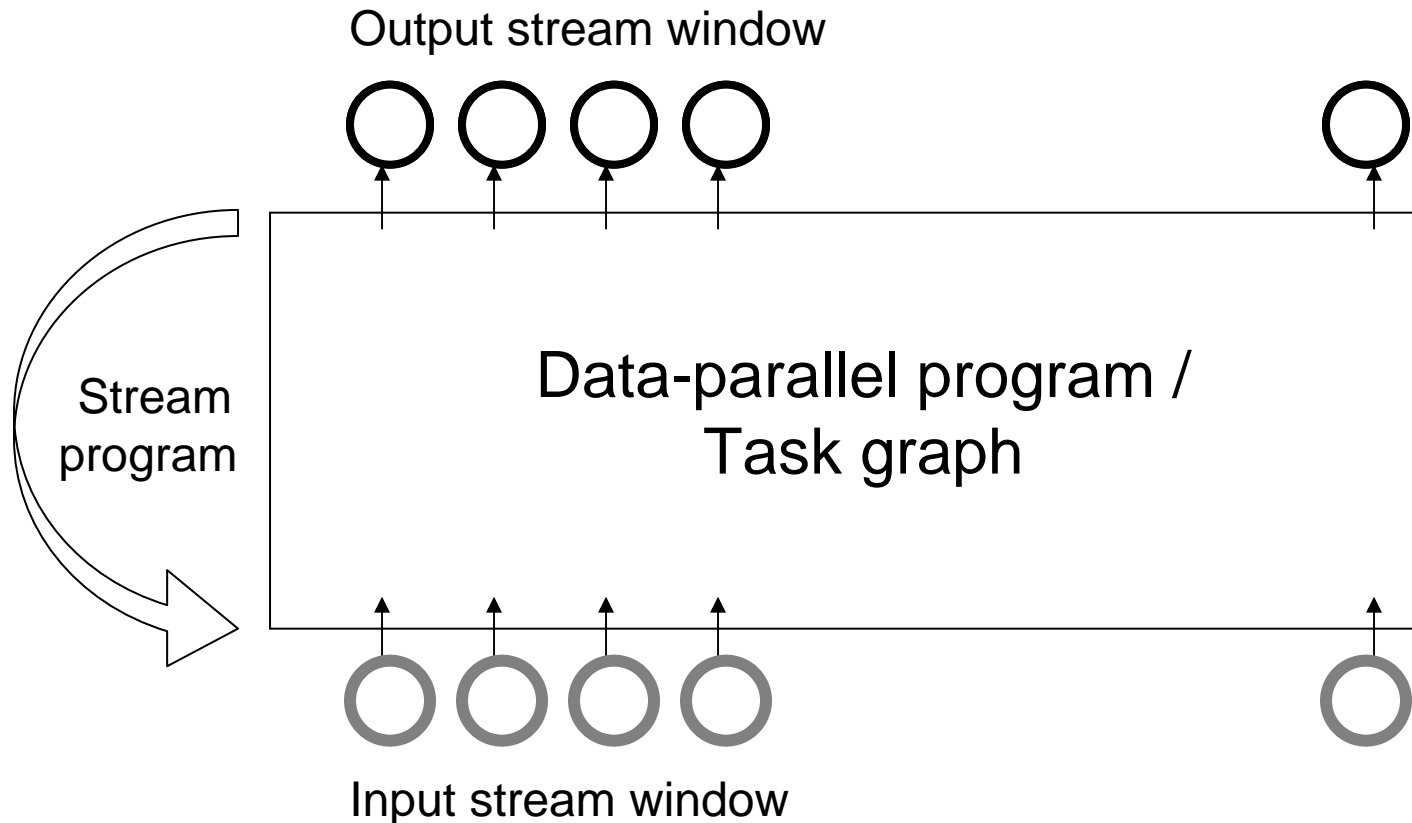 Output stream window
Stream
program
Data-parallel program /
Task graph
Input stream window